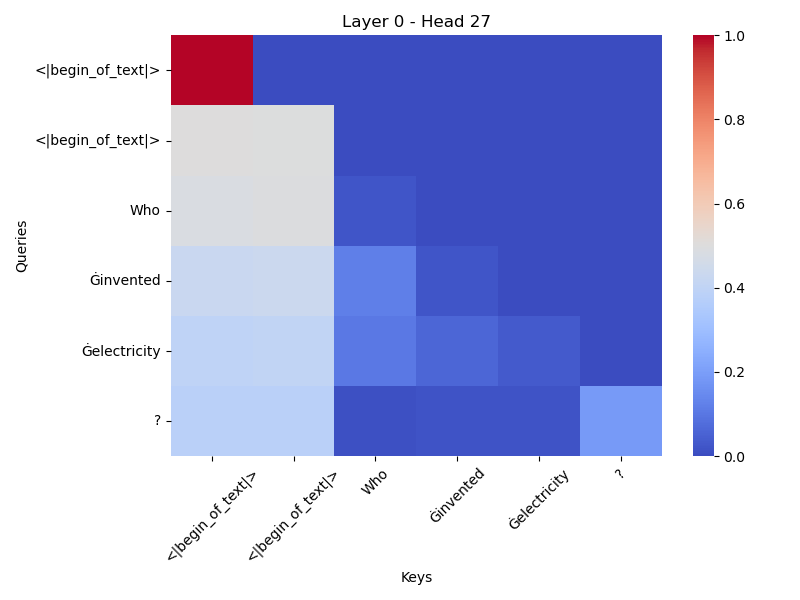 Layer 0 - Head 27
<|begin_of_text|>
<|begin_of_text|>
Who
Ġinvented
Ġelectricity
?
Queries
<|begin_of_text|>
<|begin_of_text|>
Who
Ġinvented
Ġelectricity
?
Keys
1.0
0.8
0.6
0.4
0.2
0.0